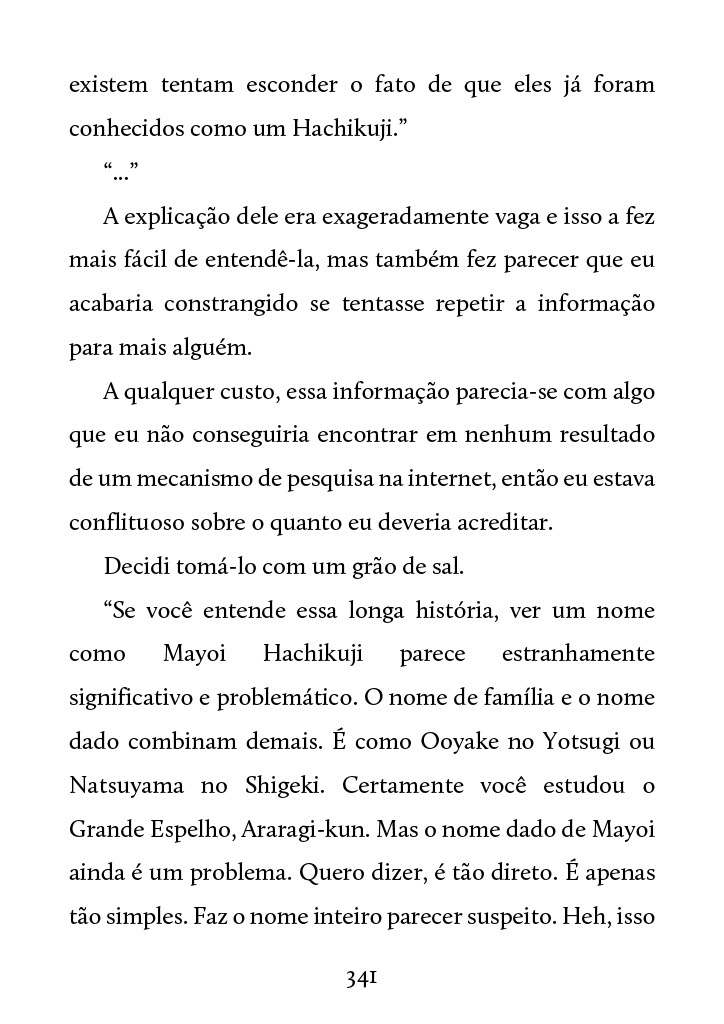 existem tentam esconder o fato de que eles já foram
conhecidos como um Hachikuji.”
“...”
A explicação dele era exageradamente vaga e isso a fez
mais fácil de entendê-la, mas também fez parecer que eu
acabaria constrangido se tentasse repetir a informação
para mais alguém.
A qualquer custo, essa informação parecia-se com algo
que eu não conseguiria encontrar em nenhum resultado
de um mecanismo de pesquisa na internet, então eu estava
conflituoso sobre o quanto eu deveria acreditar.
Decidi tomá-lo com um grão de sal.
“Se você entende essa longa história, ver um nome
como Mayoi Hachikuji parece estranhamente
significativo e problemático. O nome de família e o nome
dado combinam demais. É como Ooyake no Yotsugi ou
Natsuyama no Shigeki. Certamente você estudou o
Grande Espelho, Araragi-kun. Mas o nome dado de Mayoi
ainda é um problema. Quero dizer, é tão direto. É apenas
tão simples. Faz o nome inteiro parecer suspeito. Heh, isso
341